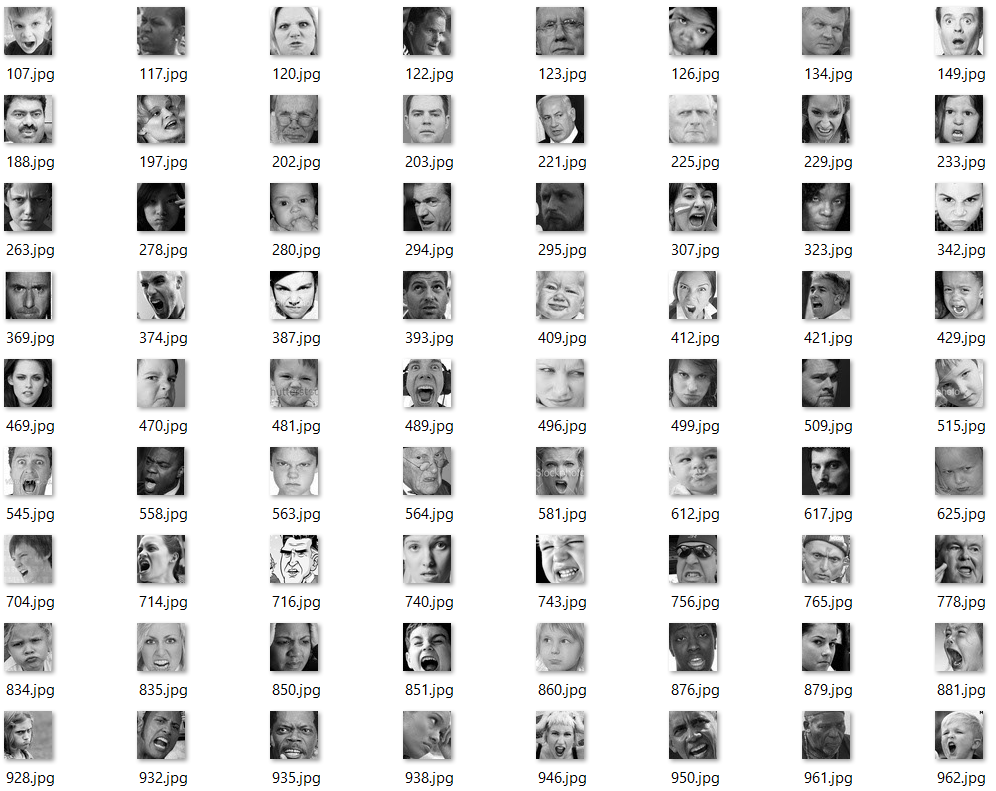 107.jpg 117.jpg 120.jpg 122.jpg 123.jpg 126.jpg 134.jpg 149.jpg
188.jpg 197.jpg 202.jpg 203.jpg 221.jpg 225.jpg 229.jpg 233.jpg
263.jpg 278.jpg 280.jpg 294.jpg 295.jpg 307.jpg 323.jpg 342.jpg
369.jpg 374.jpg 387.jpg 393.jpg 409.jpg 412.jpg 421.jpg 429.jpg
469.jpg 470.jpg 481.jpg 489.jpg 496.jpg 499.jpg 509.jpg 515.jpg
545.jpg 558.jpg 563.jpg 564.jpg 581.jpg 612.jpg 617.jpg 625.jpg
704.jpg 714.jpg 716.jpg 740.jpg 743.jpg 756.jpg 765.jpg 778.jpg
834.jpg 835.jpg 850.jpg 851.jpg 860.jpg 876.jpg 879.jpg 881.jpg
928.jpg 932.jpg 935.jpg 938.jpg 946.jpg 950.jpg 961.jpg 962.jpg